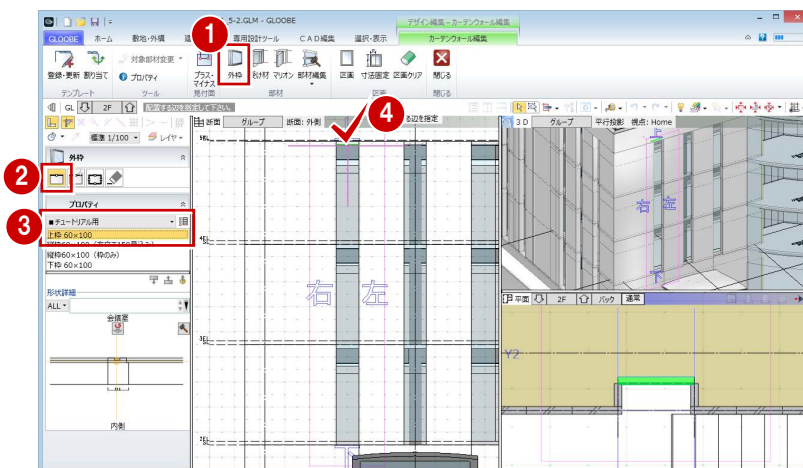 5-2.GLM - GLOOBE
デザイン編集 - カーテンウォール編集
GLOOBE ホーム 敷地・外構 専用設計ツール CAD編集 選択・表示 カーテンウォール編集
1
登録・更新 割り当て
対象部材変更
プロパティ
プラス・マイナス
外枠
マリオン 部材編集
区画 寸法固定 区画クリア
閉じる
テンプレート ツール 見付面 部材 区画 閉じる
GL 2F 配置する辺を指定して下さい。
標準 1/100 レイヤ
外枠
2
プロパティ
3
■チュートリアル用
上枠 60×100
縦枠60×100 (枠のみ)
下枠 60×100
形状詳細
ALL
会議室
内側
断面 グループ 断面: 外側
る辺を指定
4
4FL
3FL
2FL
右 左
3D グループ 平行投影 視点: Home
上
右 左
下
平面 2F バック 通常
Y2